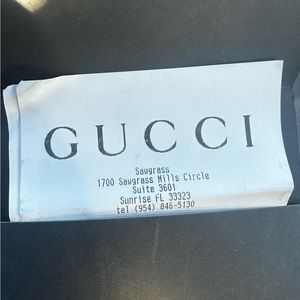 GUCCI
Sawgrass
1700 Sawgrass Mills Circle
Suite 3601
Sunrise FL 33323
tel (954) 846-5130